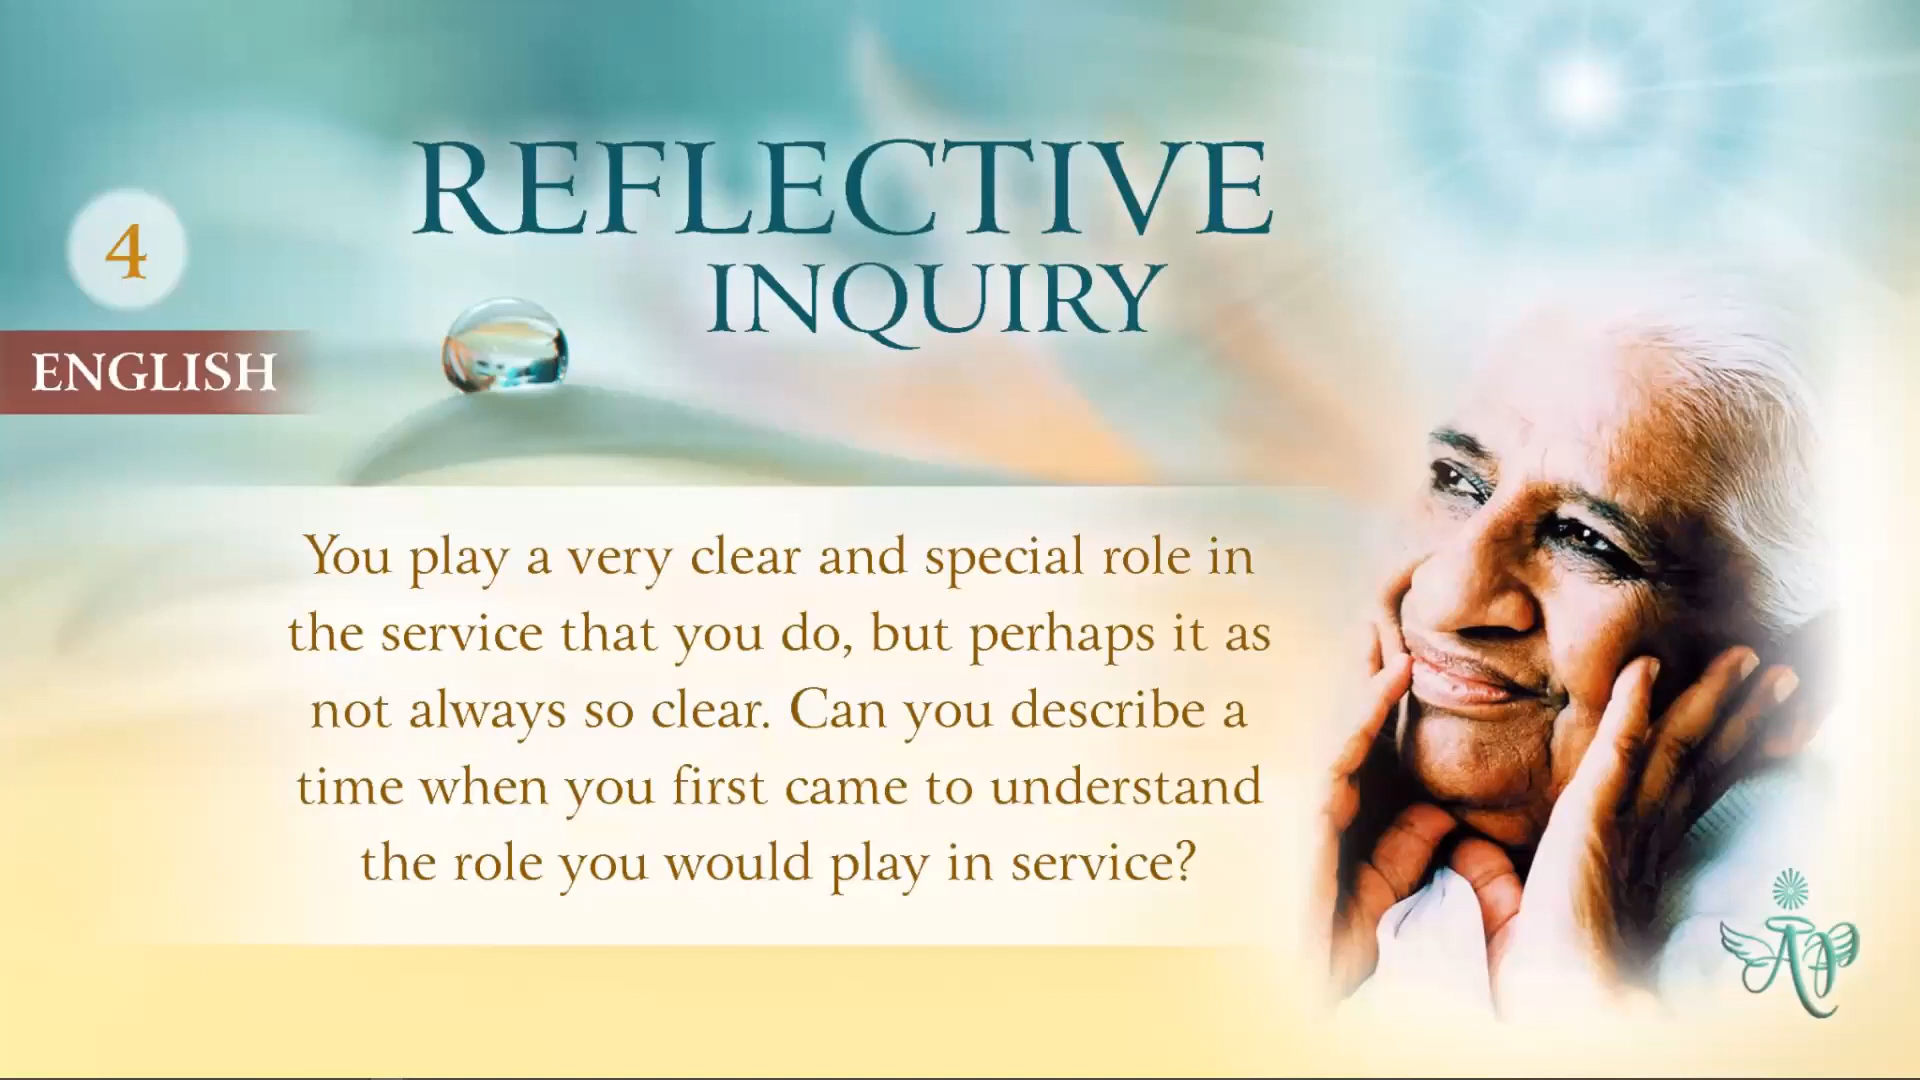 REFLECTIVE
INQUIRY
4
ENGLISH
You play a very clear and special role in
the service that you do, but perhaps it as
not always so clear. Can you describe a
time when you first came to understand
the role you would play in service?
AP